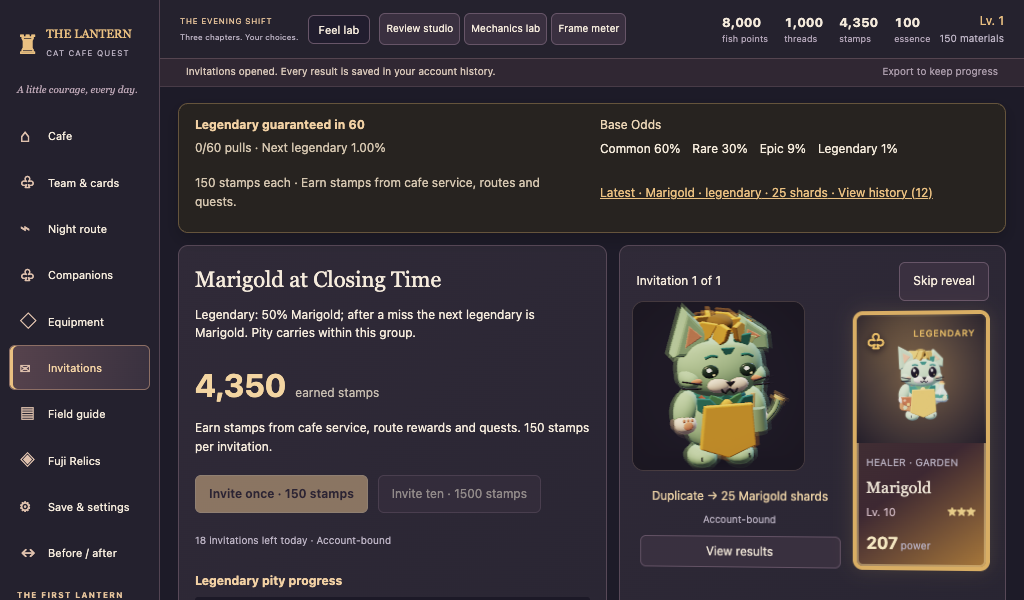 THE LANTERN
CAT CAFE QUEST
A little courage, every day.
Cafe
Team & cards
Night route
Companions
Equipment
Invitations
Field guide
Fuji Relics
Save & settings
Before / after
THE FIRST LANTERN
THE EVENING SHIFT
Three chapters. Your choices.
Feel lab
Review studio
Mechanics lab
Frame meter
8,000
fish points
1,000
threads
4,350
stamps
100
essence
Lv. 1
150 materials
Invitations opened. Every result is saved in your account history.
Export to keep progress
Legendary guaranteed in 60
0/60 pulls · Next legendary 1.00%
150 stamps each · Earn stamps from cafe service, routes and
quests.
Base Odds
Common 60% Rare 30% Epic 9% Legendary 1%
Latest · Marigold · legendary · 25 shards · View history (12)
Marigold at Closing Time
Legendary: 50% Marigold; after a miss the next legendary is
Marigold. Pity carries within this group.
4,350 earned stamps
Earn stamps from cafe service, route rewards and quests. 150 stamps
per invitation.
Invite once · 150 stamps
Invite ten · 1500 stamps
18 invitations left today · Account-bound
Legendary pity progress
Invitation 1 of 1
Skip reveal
Duplicate → 25 Marigold shards
Account-bound
View results
LEGENDARY
HEALER · GARDEN
Marigold
Lv. 10 ★★★
207 power